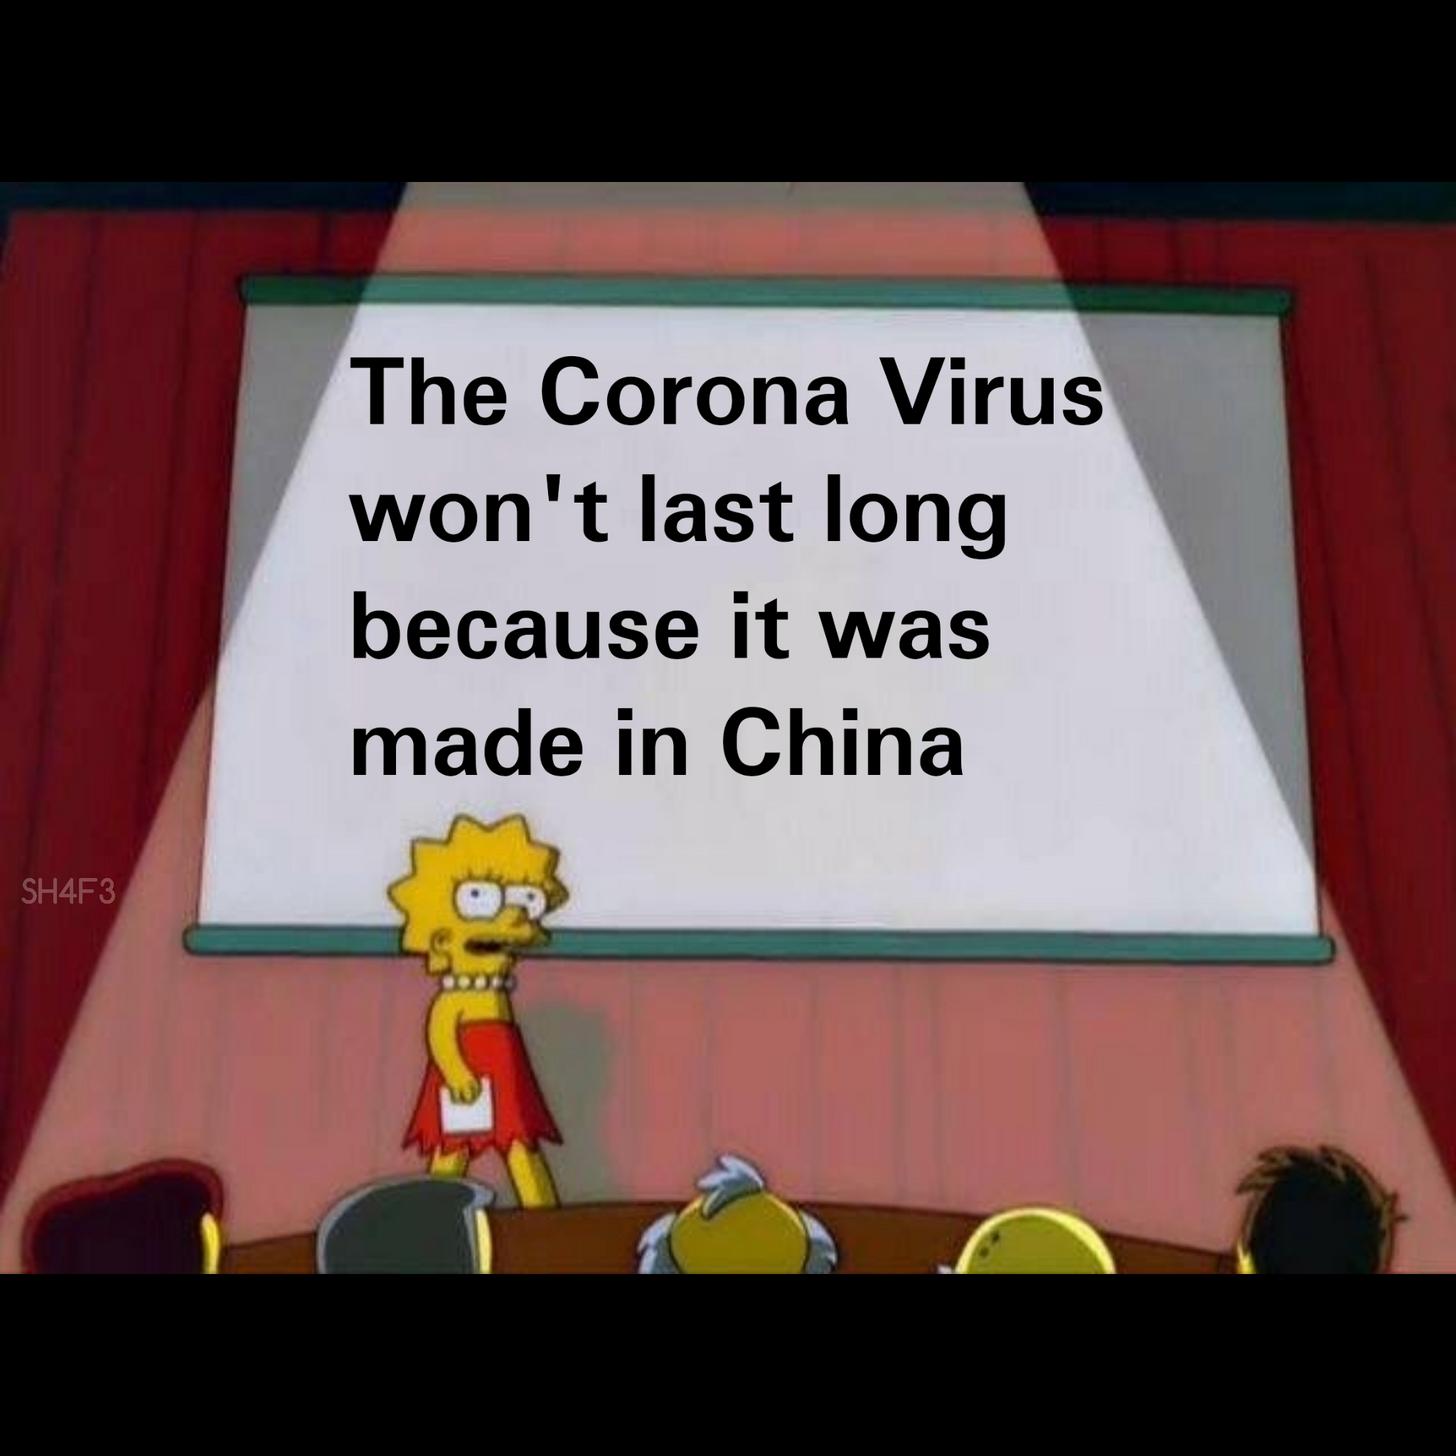 The Corona Virus
won't last long
because it was
made in China
SH4F3